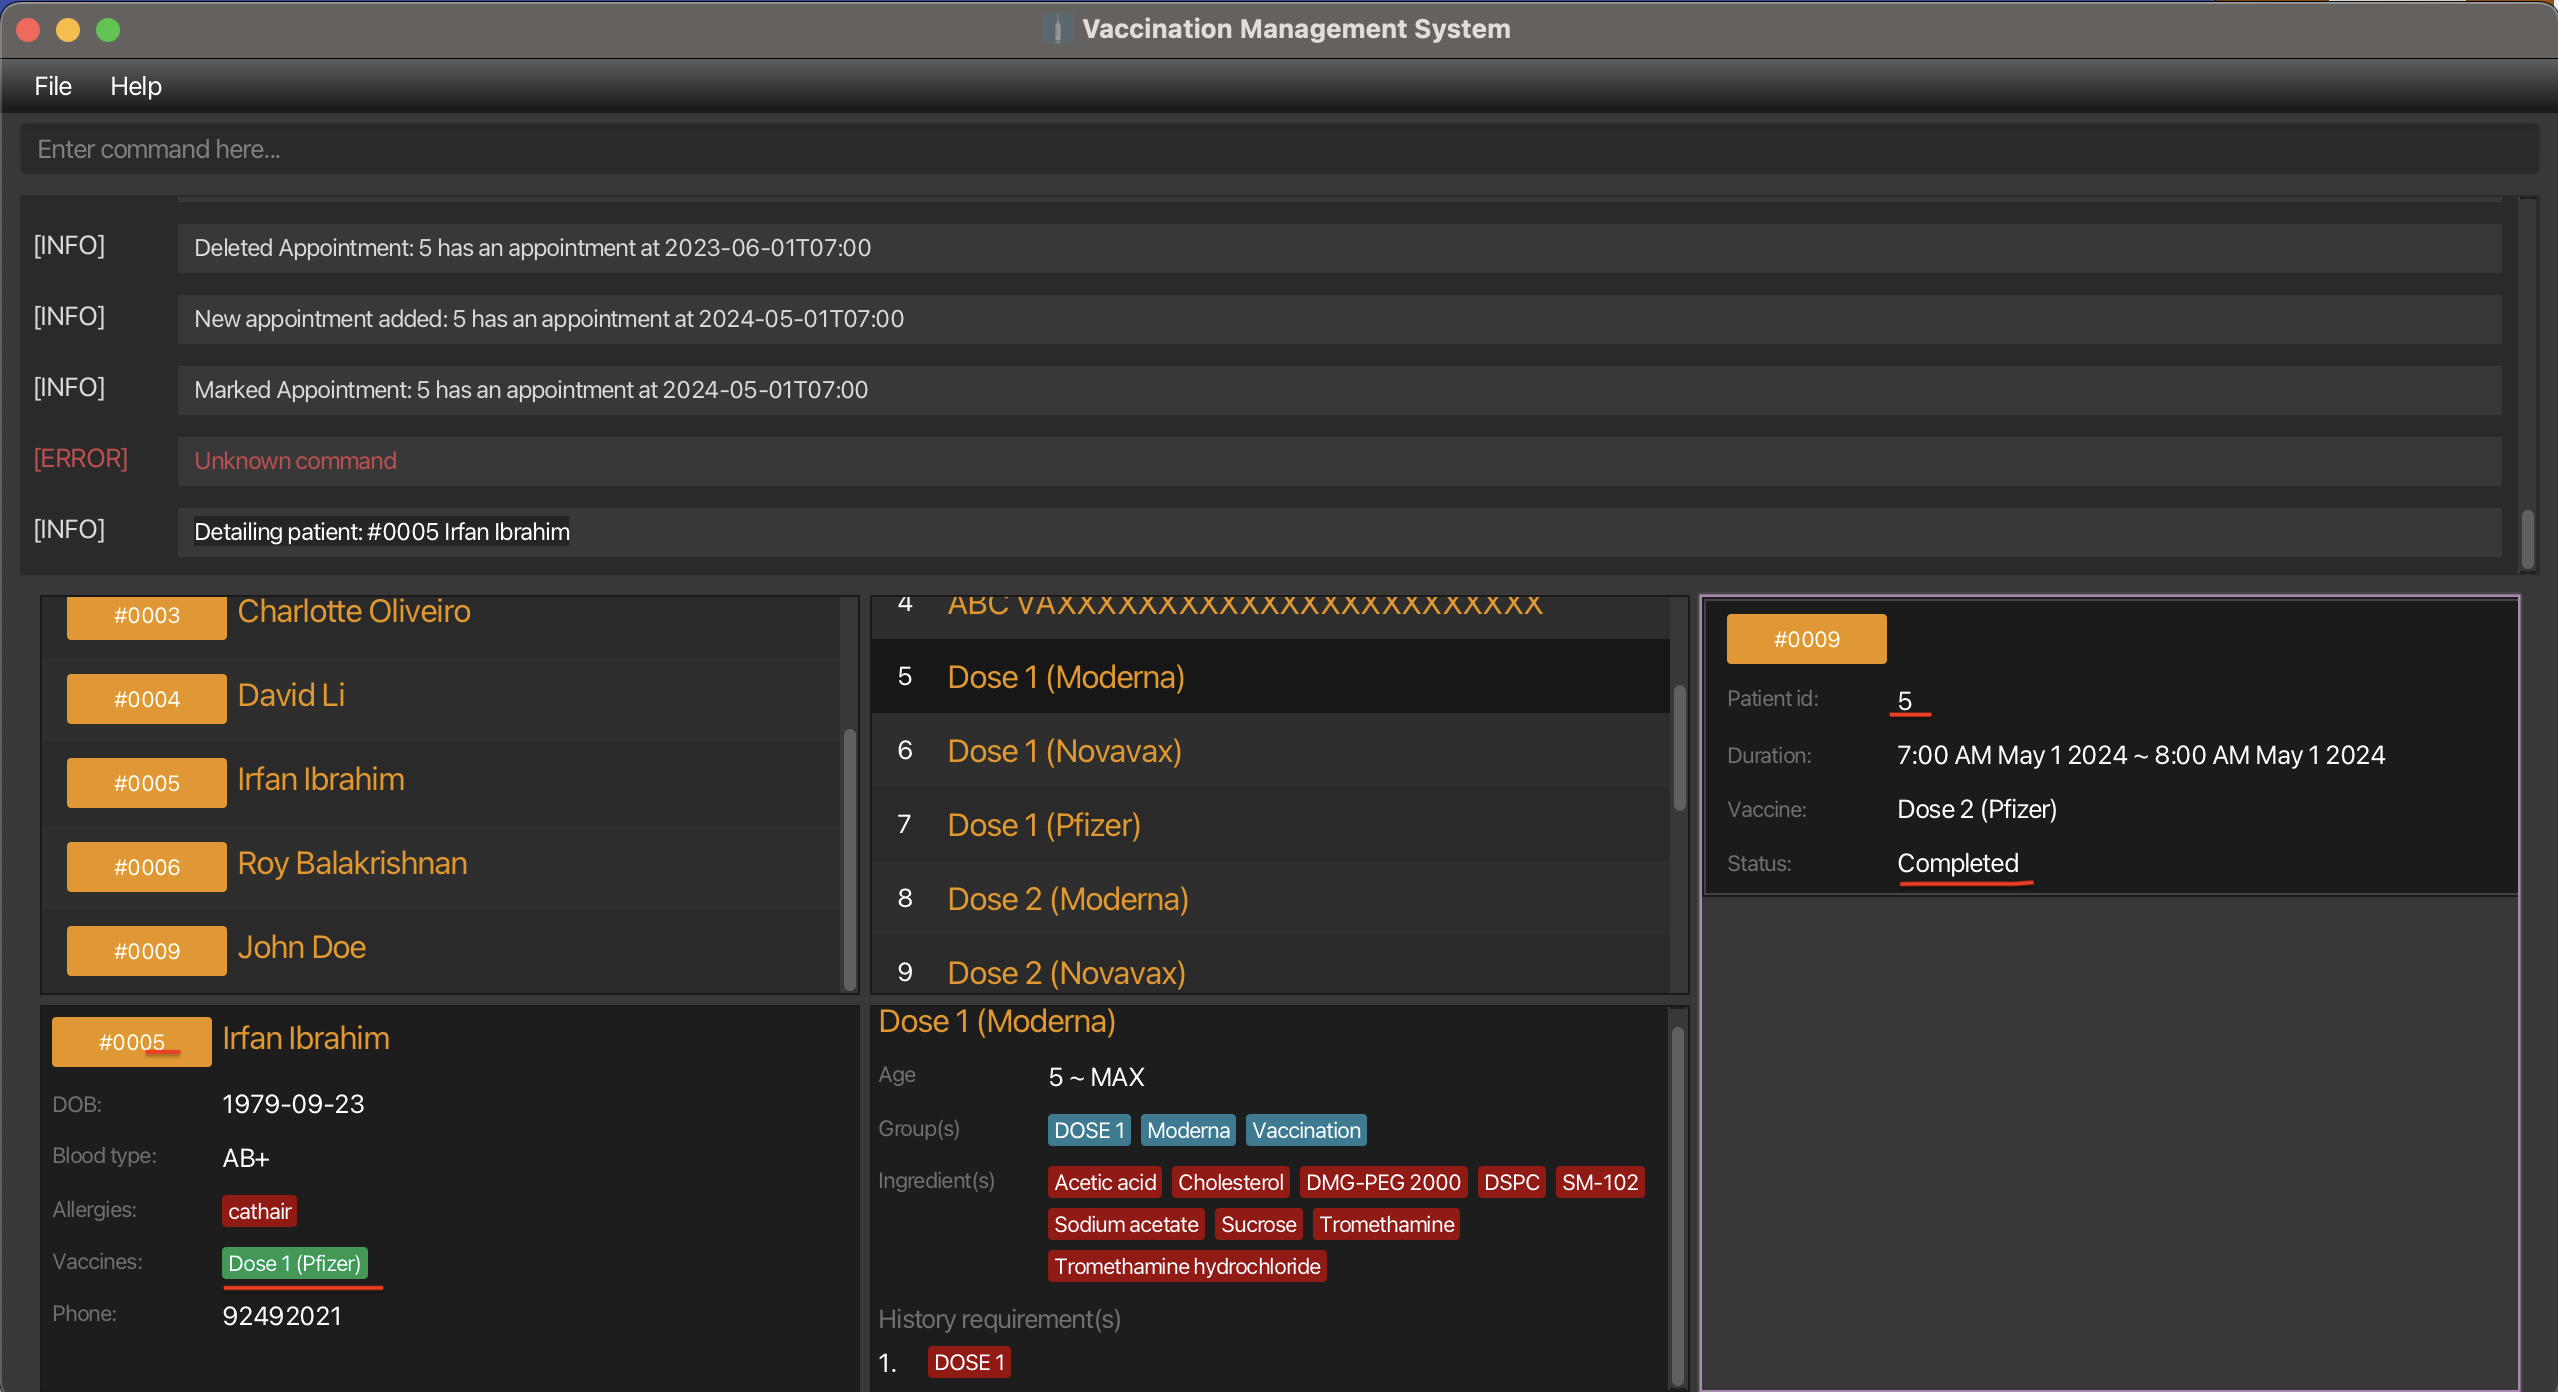 Vaccination Management System
File Help
Enter command here...
[INFO] Deleted Appointment: 5 has an appointment at 2023-06-01T07:00
[INFO] New appointment added: 5 has an appointment at 2024-05-01T07:00
[INFO] Marked Appointment: 5 has an appointment at 2024-05-01T07:00
[ERROR] Unknown command
[INFO] Detailing patient: #0005 Irfan Ibrahim
#0003 Charlotte Oliveiro
#0004 David Li
#0005 Irfan Ibrahim
#0006 Roy Balakrishnan
#0009 John Doe
#0005 Irfan Ibrahim
DOB: 1979-09-23
Blood type: AB+
Allergies: cathair
Vaccines: Dose 1 (Pfizer)
Phone: 92492021
4 ABC VAXXXXXXXXXXXXXXXXXXXXXXXX
5 Dose 1 (Moderna)
6 Dose 1 (Novavax)
7 Dose 1 (Pfizer)
8 Dose 2 (Moderna)
9 Dose 2 (Novavax)
Dose 1 (Moderna)
Age 5 ~ MAX
Group(s) DOSE 1 Moderna Vaccination
Ingredient(s) Acetic acid Cholesterol DMG-PEG 2000 DSPC SM-102
Sodium acetate Sucrose Tromethamine
Tromethamine hydrochloride
History requirement(s)
1. DOSE 1
#0009
Patient id: 5
Duration: 7:00 AM May 1 2024 ~ 8:00 AM May 1 2024
Vaccine: Dose 2 (Pfizer)
Status: Completed